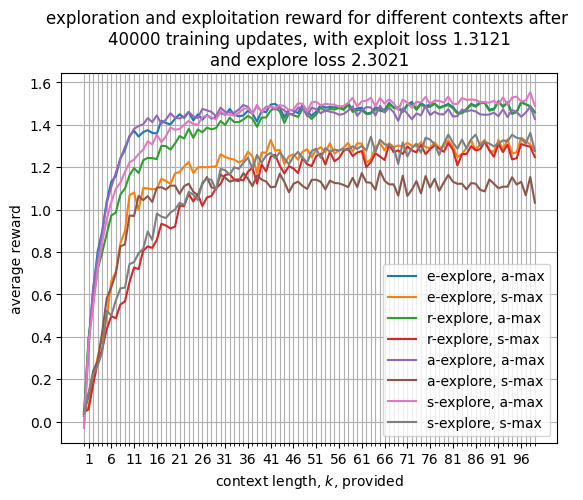 exploration and exploitation reward for different contexts after
40000 training updates, with exploit loss 1.3121
and explore loss 2.3021
1.6
1.4
1.2
1.0
0.8
0.6
0.4
0.2
0.0
average reward
e-explore, a-max
e-explore, s-max
r-explore, a-max
r-explore, s-max
a-explore, a-max
a-explore, s-max
s-explore, a-max
s-explore, s-max
1 6 11 16 21 26 31 36 41 46 51 56 61 66 71 76 81 86 91 96
context length, k, provided